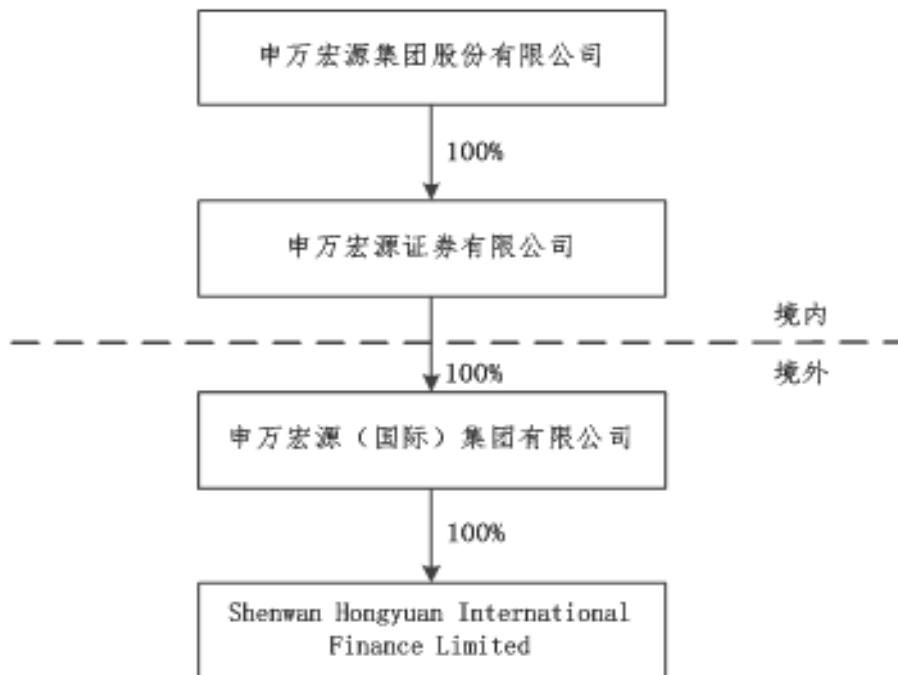 申万宏源集团股份有限公司
100%
申万宏源证券有限公司
境内
100%
境外
申万宏源（国际）集团有限公司
100%
Shenwan Hongyuan International
Finance Limited